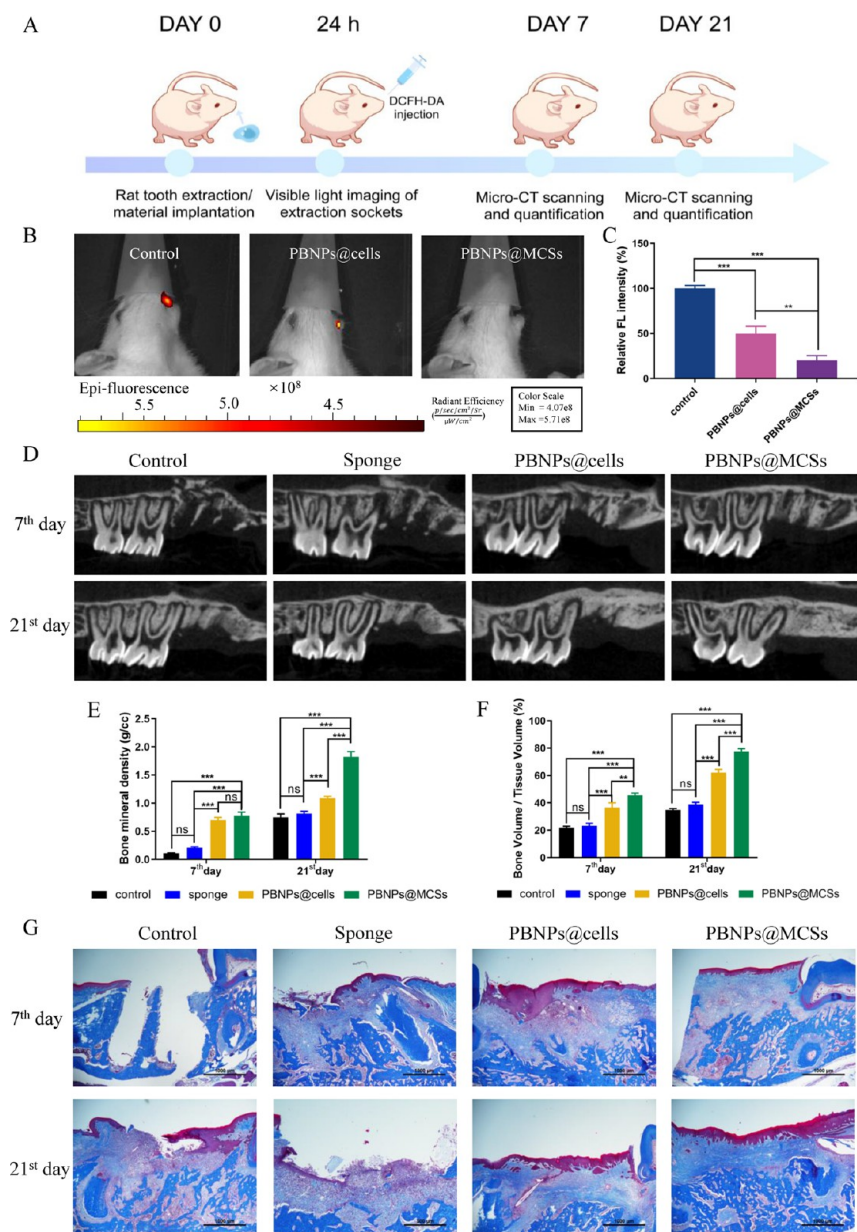 A
DAY 0
24 h
DAY 7
DAY 21
DCFH-DA
injection
Rat tooth extraction/
material implantation
Visible light imaging of
extraction sockets
Micro-CT scanning
and quantification
Micro-CT scanning
and quantification
B
Control
PBNPs@cells
PBNPs@MCSs
Epi-fluorescence
×10⁸
5.5
5.0
4.5
Radiant Efficiency
(p/sec/cm²/sr
μW/cm²)
Color Scale
Min = 4.07e8
Max = 5.71e8
C
Relative FL intensity (%)
150
100
50
0
***
***
**
control
PBNPs@cells
PBNPs@MCSs
D
Control
Sponge
PBNPs@cells
PBNPs@MCSs
7th day
21st day
E
Bone mineral density (g/cc)
2.5
2.0
1.5
1.0
0.5
0.0
***
***
ns
***
ns
***
***
***
***
ns
7th day
21st day
control
sponge
PBNPs@cells
PBNPs@MCSs
F
Bone Volume / Tissue Volume (%)
100
80
60
40
20
0
***
***
**
***
ns
***
***
***
***
ns
7th day
21st day
control
sponge
PBNPs@cells
PBNPs@MCSs
G
Control
Sponge
PBNPs@cells
PBNPs@MCSs
7th day
21st day